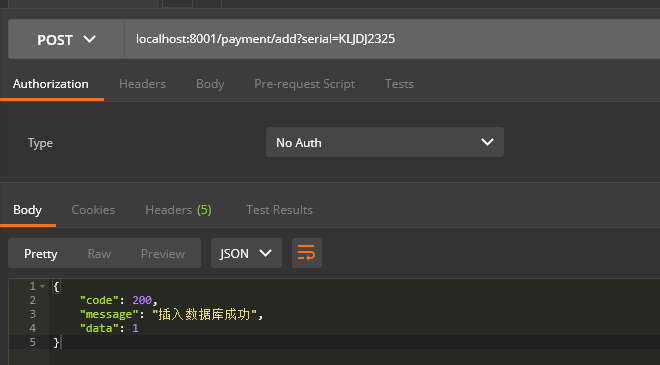 POST localhost:8001/payment/add?serial=KLJDJ2325
Authorization Headers Body Pre-request Script Tests
Type No Auth
Body Cookies Headers (5) Test Results
Pretty Raw Preview JSON
1 {
2 "code": 200,
3 "message": "插入数据库成功",
4 "data": 1
5 }